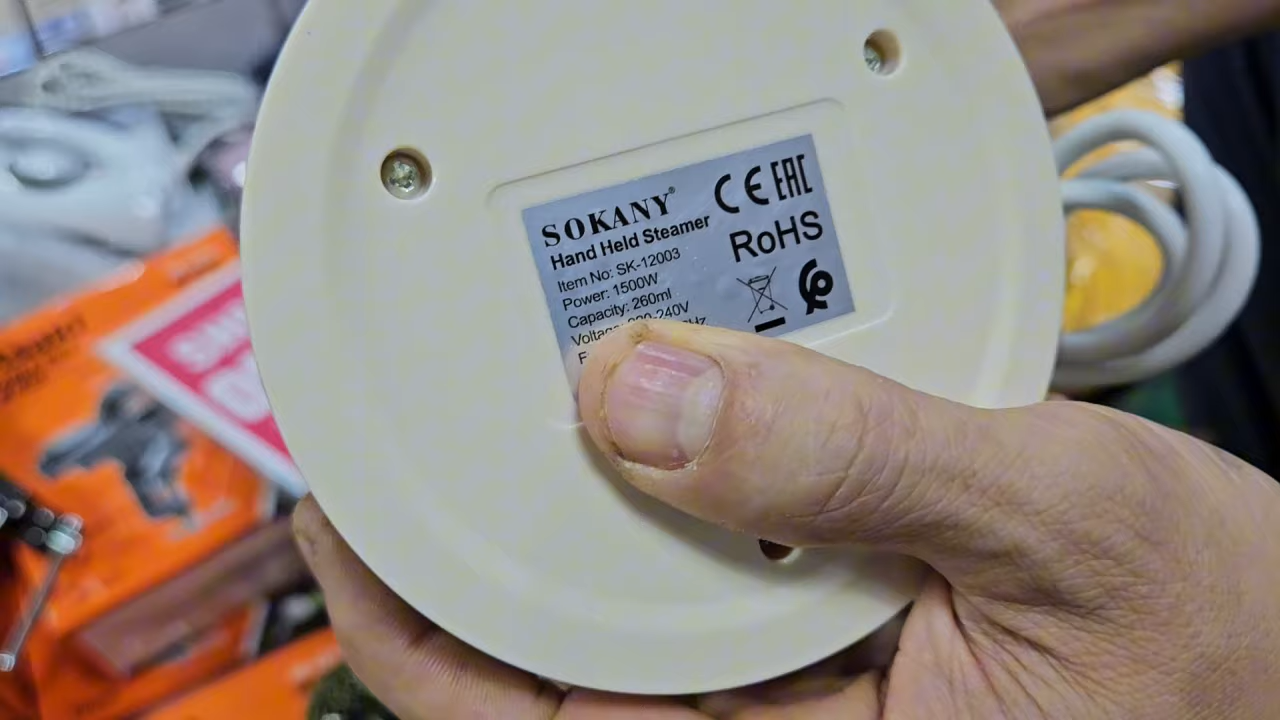 SOKANY®
Hand Held Steamer
Item No: SK-12003
Power: 1500W
Capacity: 260ml
CE EAC
RoHS